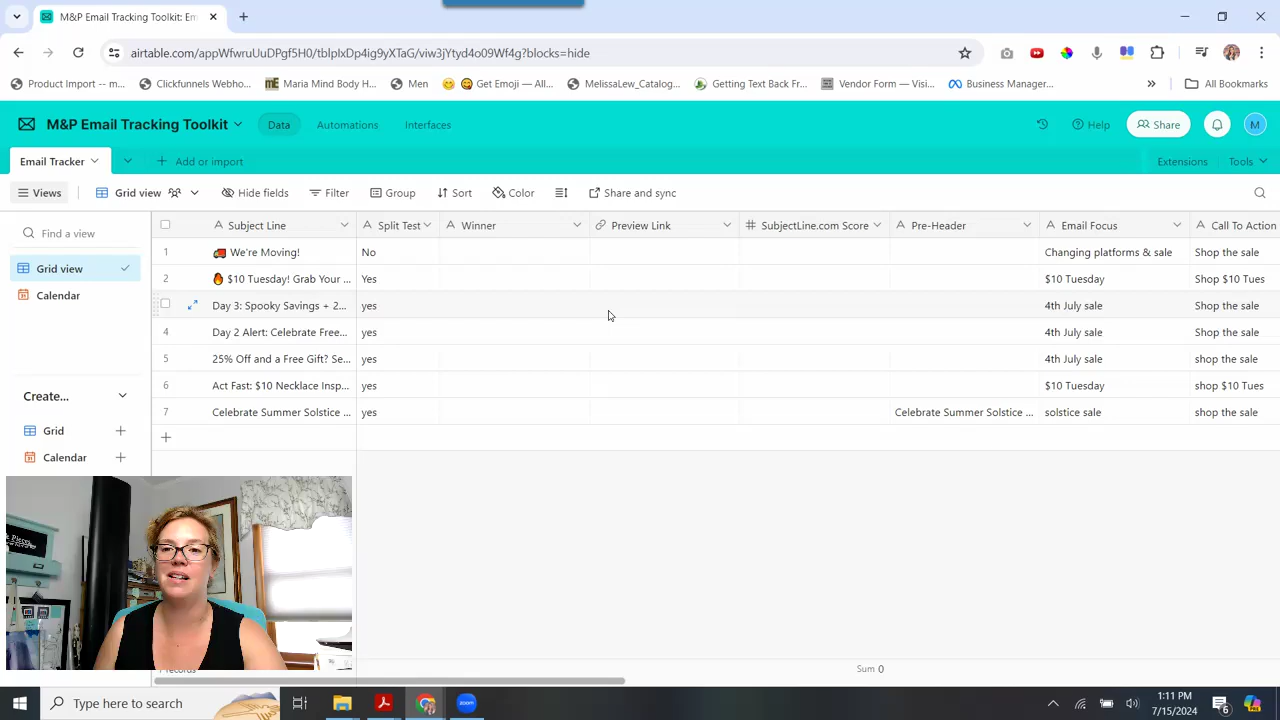 M&P Email Tracking Toolkit: Em
airtable.com/appWfwruUuDPgf5H0/tblpIxDp4ig9yXTaG/viw3jYtyd4o09Wf4g?blocks=hide
Product Import -- m...
Clickfunnels Webho...
Maria Mind Body H...
Men
Get Emoji — All...
MelissaLew_Catalog...
Getting Text Back Fr...
Vendor Form — Visi...
Business Manager...
»
All Bookmarks
M&P Email Tracking Toolkit
Data
Automations
Interfaces
Help
Share
M
Email Tracker
Add or import
Extensions
Tools
Views
Grid view
Hide fields
Filter
Group
Sort
Color
Share and sync
Find a view
Grid view
Calendar
Subject Line Split Test Winner Preview Link SubjectLine.com Score Pre-Header Email Focus Call To Action
1 🚚 We're Moving! No Changing platforms & sale Shop the sale
2 🔥 $10 Tuesday! Grab Your ... Yes $10 Tuesday Shop $10 Tues
Day 3: Spooky Savings + 2... yes 4th July sale Shop the sale
4 Day 2 Alert: Celebrate Free... yes 4th July sale Shop the sale
5 25% Off and a Free Gift? Se... yes 4th July sale shop the sale
6 Act Fast: $10 Necklace Insp... yes $10 Tuesday shop $10 Tues
7 Celebrate Summer Solstice ... yes Celebrate Summer Solstice ... solstice sale shop the sale
Create...
Grid
Calendar
7 records
Sum 0
Type here to search
zoom
1:11 PM
7/15/2024
6